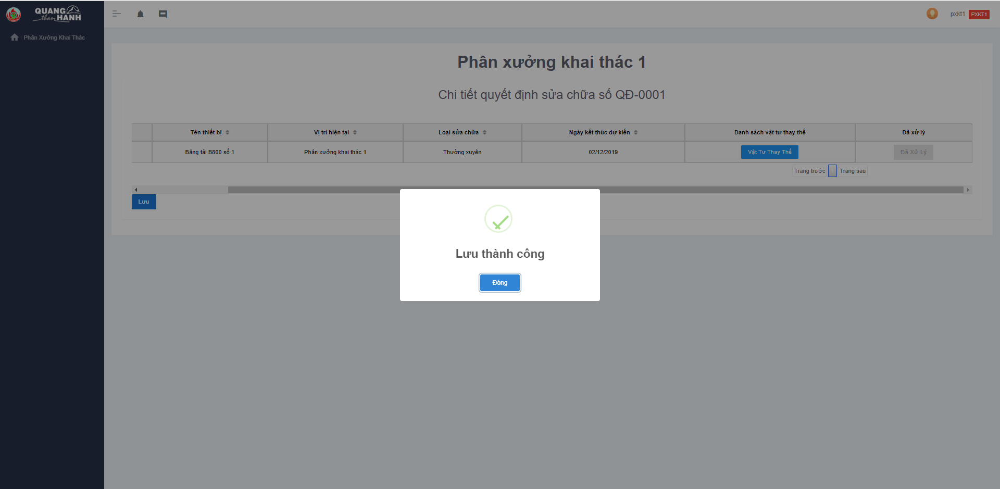 QUANG
than HANH
pxkt1 PXKT1
Phân Xưởng Khai Thác
Phân xưởng khai thác 1
Chi tiết quyết định sửa chữa số QĐ-0001
Tên thiết bị Vị trí hiện tại Loại sửa chữa Ngày kết thúc dự kiến Danh sách vật tư thay thế Đã xử lý
Băng tải B800 số 1 Phân xưởng khai thác 1 Thường xuyên 02/12/2019 Vật Tư Thay Thế Đã Xử Lý
Trang trước 1 Trang sau
Lưu
Lưu thành công
Đóng